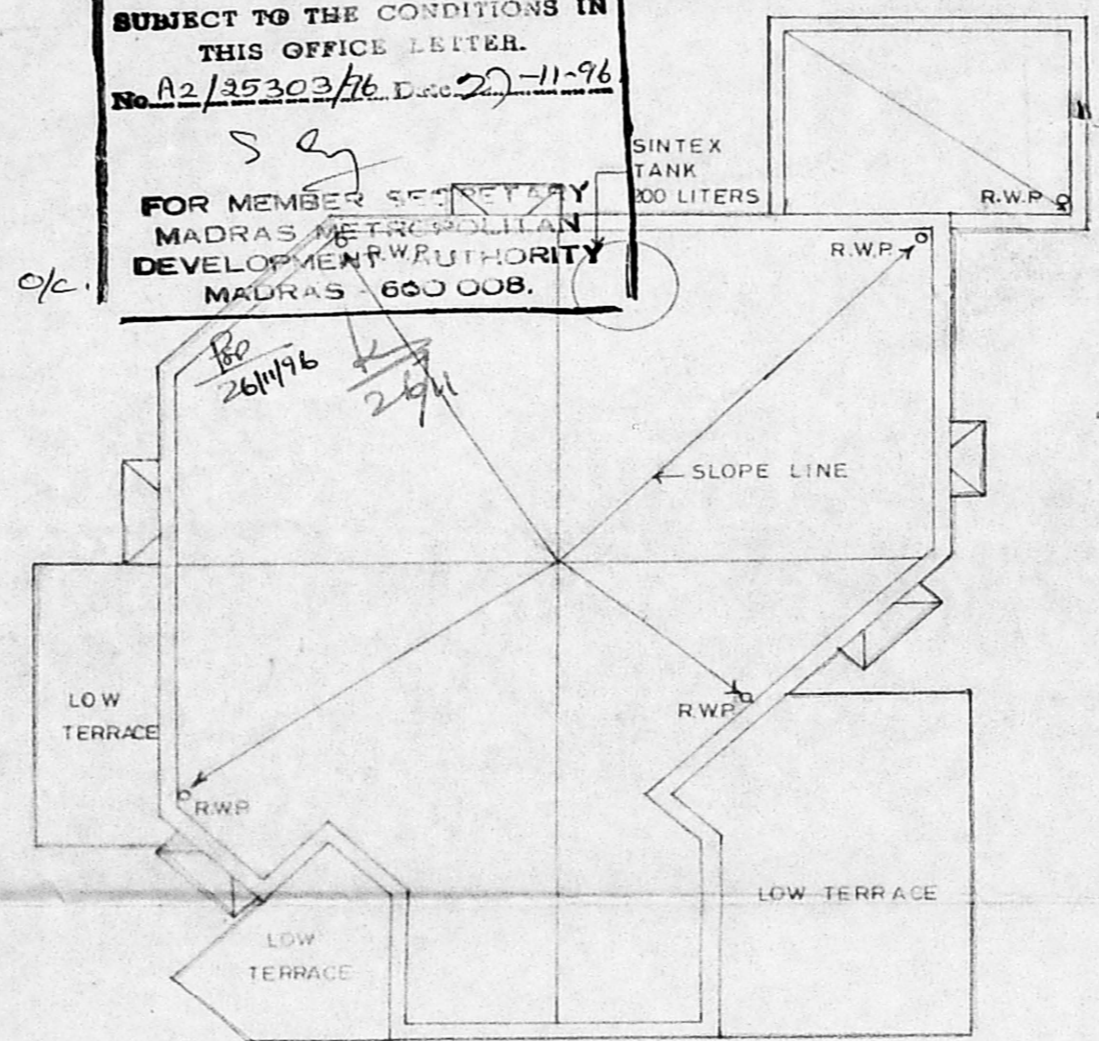 SUBJECT TO THE CONDITIONS IN
THIS OFFICE LETTER.
No. A2/25303/96 Date 27-11-96
FOR MEMBER SECRETARY
MADRAS METROPOLITAN
DEVELOPMENT AUTHORITY
MADRAS - 600 008.
O/C.
26/11/96
26/11
SINTEX
TANK
200 LITERS
R.W.P.
R.W.P.
R.W.P.
SLOPE LINE
LOW
TERRACE
R.W.P.
R.W.P.
LOW TERRACE
LOW
TERRACE